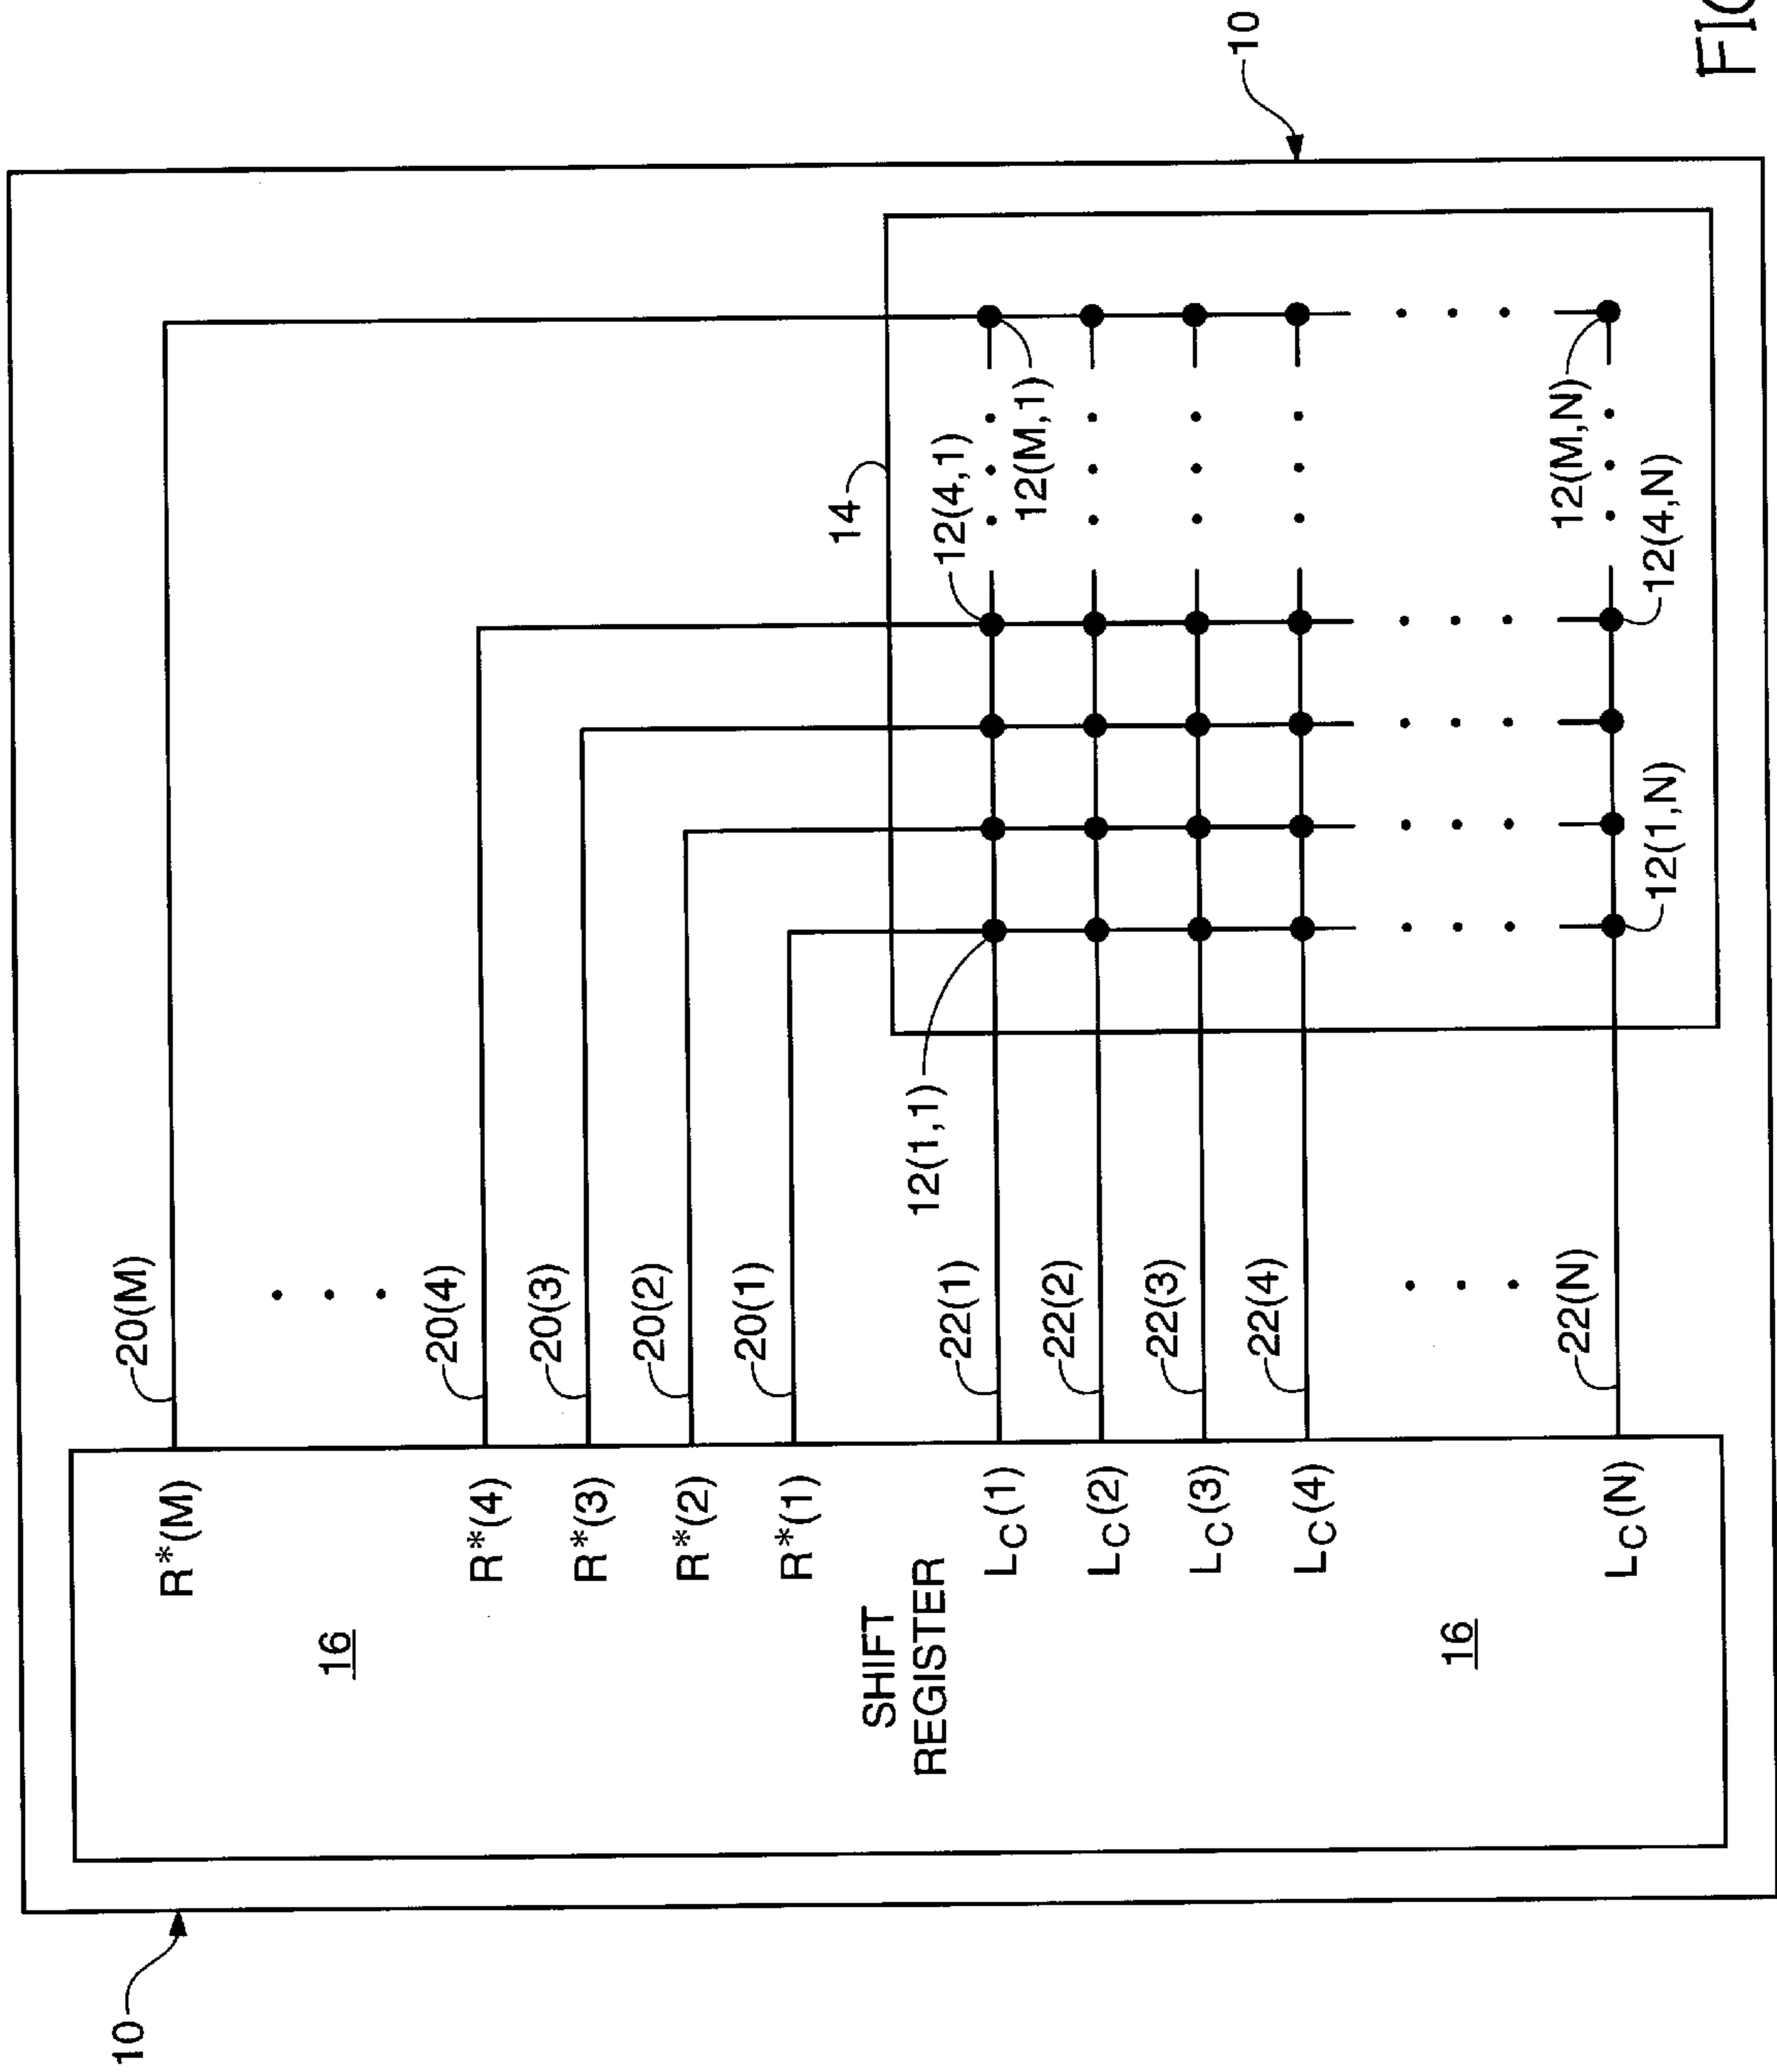 10
SHIFT
REGISTER
16
16
R*(M)
R*(4)
R*(3)
R*(2)
R*(1)
LC(1)
LC(2)
LC(3)
LC(4)
LC(N)
20(M)
20(4)
20(3)
20(2)
20(1)
22(1)
22(2)
22(3)
22(4)
22(N)
12(1,1)
14
12(4,1)
12(M,1)
12(M,N)
12(4,N)
12(1,N)
10